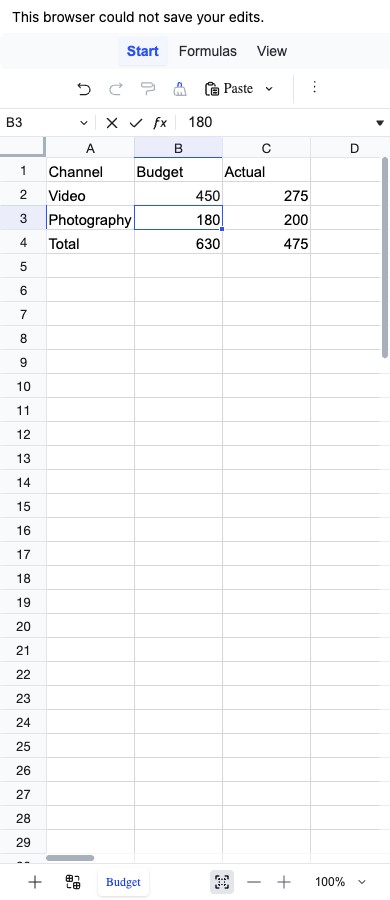 This browser could not save your edits.
Start Formulas View
Paste
B3 fx 180
A B C D
1 Channel Budget Actual
2 Video 450 275
3 Photography 180 200
4 Total 630 475
5
6
7
8
9
10
11
12
13
14
15
16
17
18
19
20
21
22
23
24
25
26
27
28
29
Budget 100%